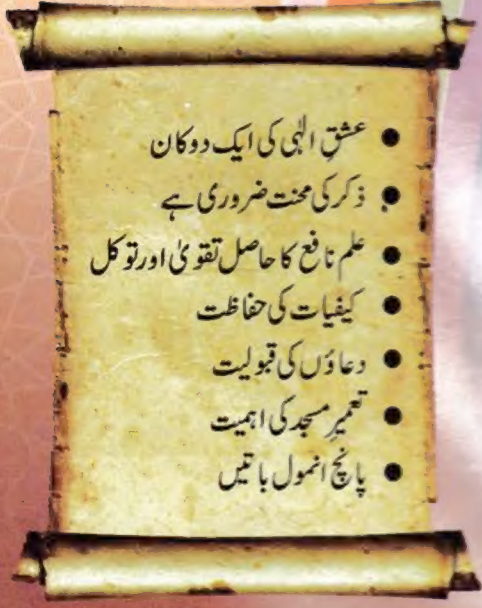 ● عشقِ الٰہی کی ایک دوکان
● ذکر کی محنت ضروری ہے
● علم نافع کا حاصل تقویٰ اور توکل
● کیفیات کی حفاظت
● دعاؤں کی قبولیت
● تعمیرِ مسجد کی اہمیت
● پانچ انمول باتیں